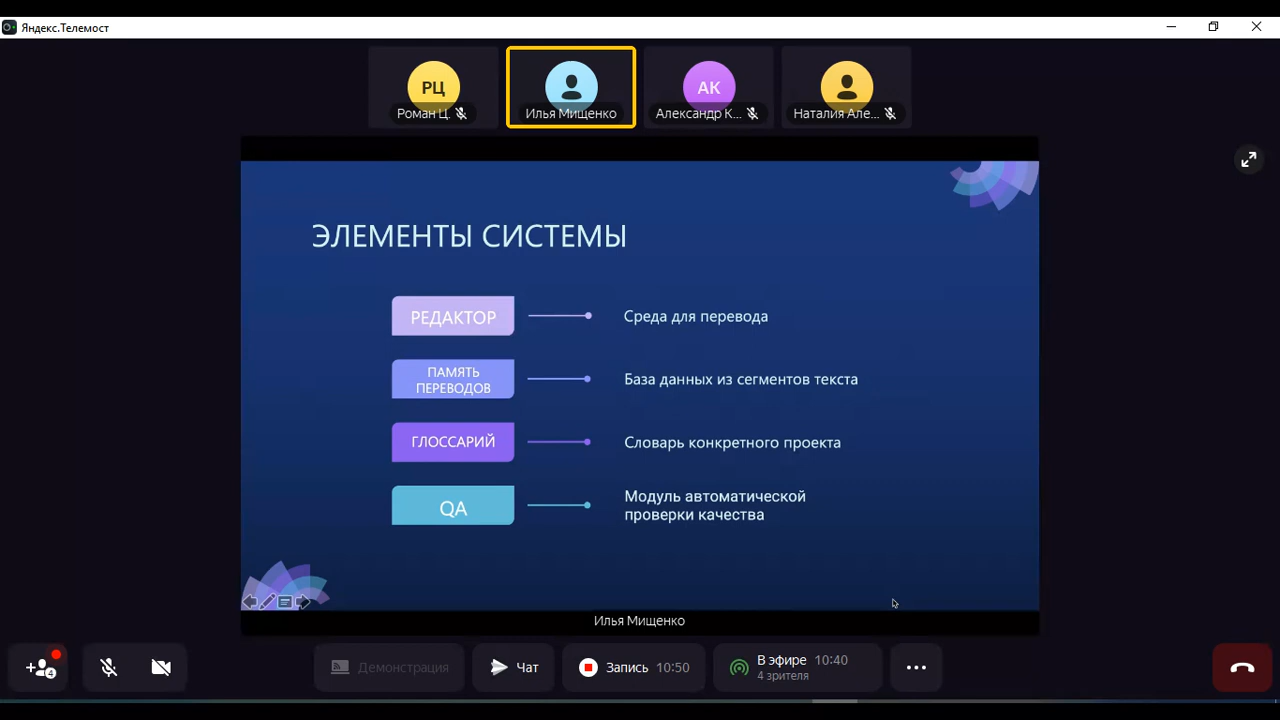 Яндекс.Телемост
РЦ
АК
Роман Ц.
Илья Мищенко
Александр К...
Наталия Але...
ЭЛЕМЕНТЫ СИСТЕМЫ
РЕДАКТОР
Среда для перевода
ПАМЯТЬ
ПЕРЕВОДОВ
База данных из сегментов текста
ГЛОССАРИЙ
Словарь конкретного проекта
QA
Модуль автоматической
проверки качества
Илья Мищенко
4
Демонстрация
Чат
Запись 10:50
В эфире 10:40
4 зрителя